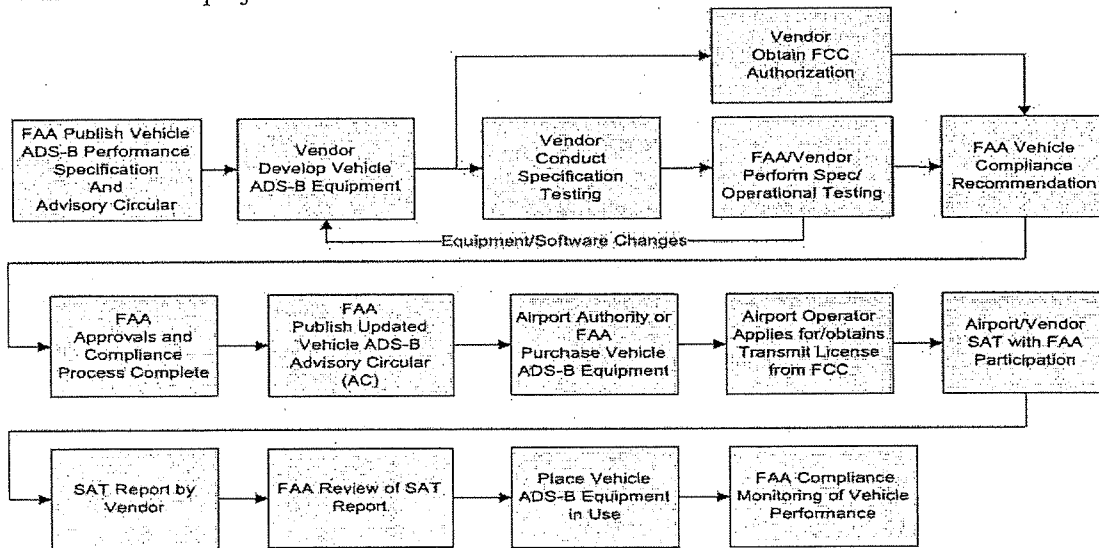 Vendor
Obtain FCC
Authorization
FAA Publish Vehicle
ADS-B Performance
Specification
And
Advisory Circular
Vendor
Develop Vehicle
ADS-B Equipment
Vendor
Conduct
Specification
Testing
FAA/Vendor
Perform Spec/
Operational Testing
FAA Vehicle
Compliance
Recommendation
Equipment/Software Changes
FAA
Approvals and
Compliance
Process Complete
FAA
Publish Updated
Vehicle ADS-B
Advisory Circular
(AC)
Airport Authority or
FAA
Purchase Vehicle
ADS-B Equipment
Airport Operator
Applies for/obtains
Transmit License
from FCC
Airport/Vendor
SAT with FAA
Participation
SAT Report by
Vendor
FAA Review of SAT
Report
Place Vehicle
ADS-B Equipment
in Use
FAA Compliance
Monitoring of Vehicle
Performance